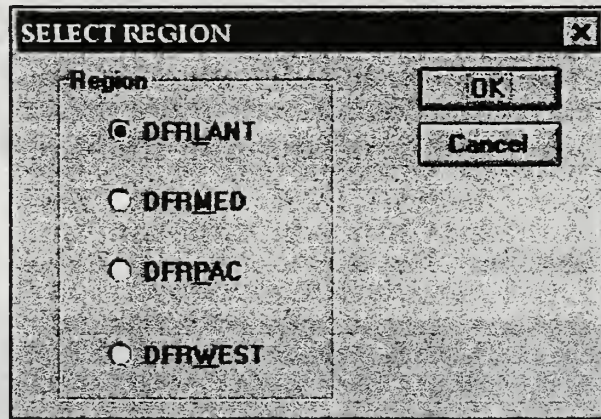 SELECT REGION
Region
DFRLANT
DFRMED
DFRPAC
DFRWEST
OK
Cancel